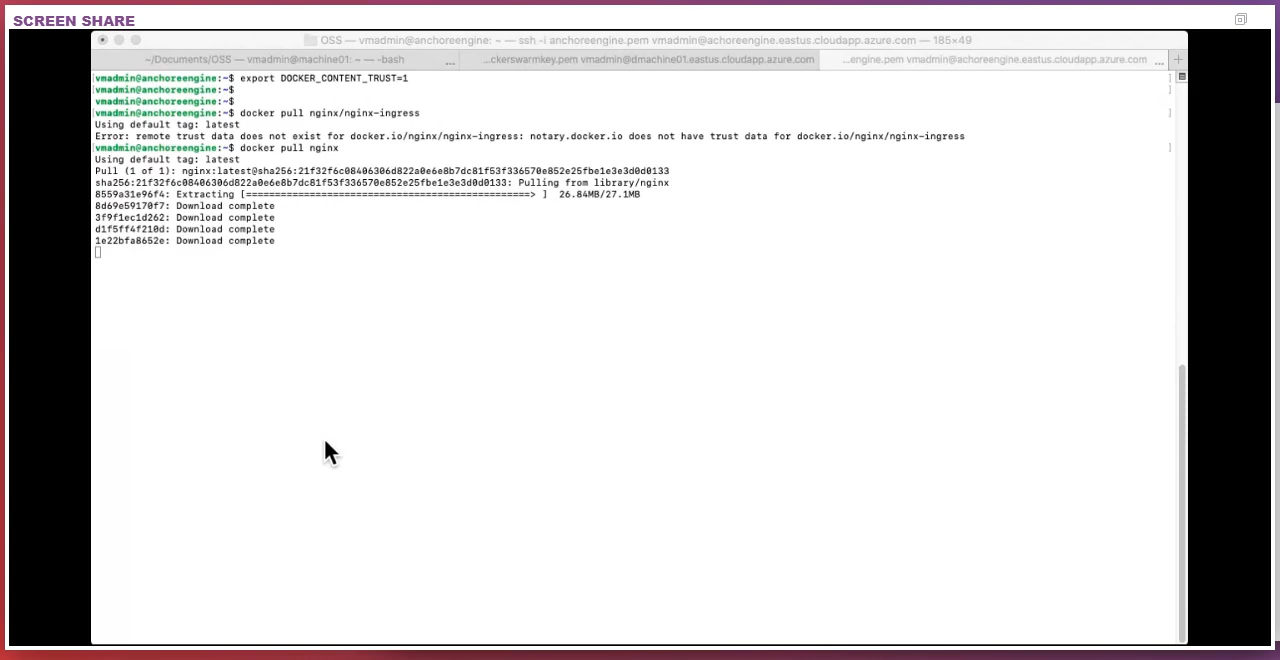 SCREEN SHARE
OSS — vmadmin@anchoreengine: ~ — ssh -i anchoreengine.pem vmadmin@achoreengine.eastus.cloudapp.azure.com — 185×49
~/Documents/OSS — vmadmin@machine01: ~ — -bash ... ...ckerswarmkey.pem vmadmin@dmachine01.eastus.cloudapp.azure.com ...engine.pem vmadmin@achoreengine.eastus.cloudapp.azure.com ... +
[vmadmin@anchoreengine:~$ export DOCKER_CONTENT_TRUST=1 ]
[vmadmin@anchoreengine:~$ ]
[vmadmin@anchoreengine:~$ ]
[vmadmin@anchoreengine:~$ docker pull nginx/nginx-ingress ]
Using default tag: latest
Error: remote trust data does not exist for docker.io/nginx/nginx-ingress: notary.docker.io does not have trust data for docker.io/nginx/nginx-ingress
[vmadmin@anchoreengine:~$ docker pull nginx ]
Using default tag: latest
Pull (1 of 1): nginx:latest@sha256:21f32f6c08406306d822a0e6e8b7dc81f53f336570e852e25fbe1e3e3d0d0133
sha256:21f32f6c08406306d822a0e6e8b7dc81f53f336570e852e25fbe1e3e3d0d0133: Pulling from library/nginx
8559a31e96f4: Extracting [=================================================> ] 26.84MB/27.1MB
8d69e59170f7: Download complete
3f9f1ec1d262: Download complete
d1f5ff4f210d: Download complete
1e22bfa8652e: Download complete